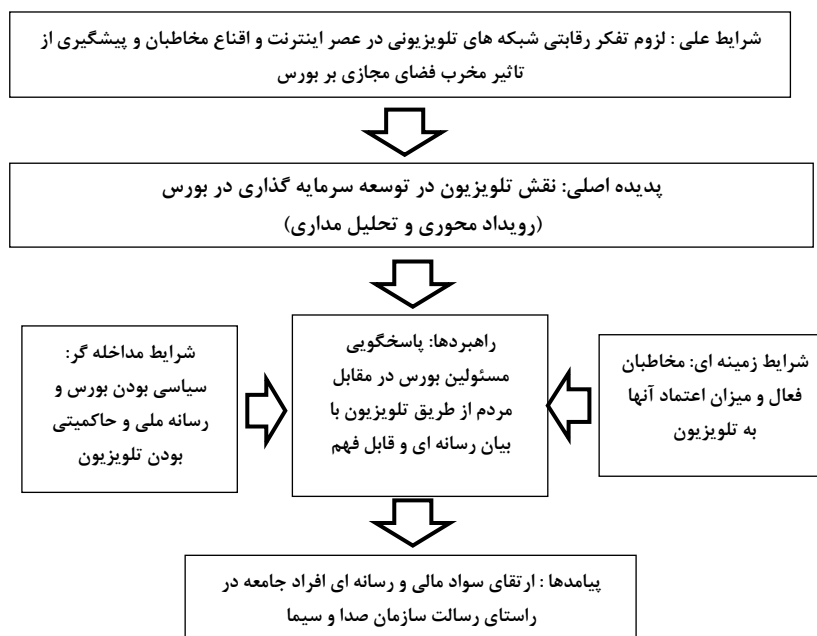 شرایط علی : لزوم تفکر رقابتی شبکه های تلویزیونی در عصر اینترنت و اقناع مخاطبان و پیشگیری از
تاثیر مخرب فضای مجازی بر بورس
پدیده اصلی: نقش تلویزیون در توسعه سرمایه گذاری در بورس
(رویداد محوری و تحلیل مداری)
شرایط زمینه ای: مخاطبان
فعال و میزان اعتماد آنها
به تلویزیون
راهبردها: پاسخگویی
مسئولین بورس در مقابل
مردم از طریق تلویزیون با
بیان رسانه ای و قابل فهم
شرایط مداخله گر:
سیاسی بودن بورس و
رسانه ملی و حاکمیتی
بودن تلویزیون
پیامدها : ارتقای سواد مالی و رسانه ای افراد جامعه در
راستای رسالت سازمان صدا و سیما